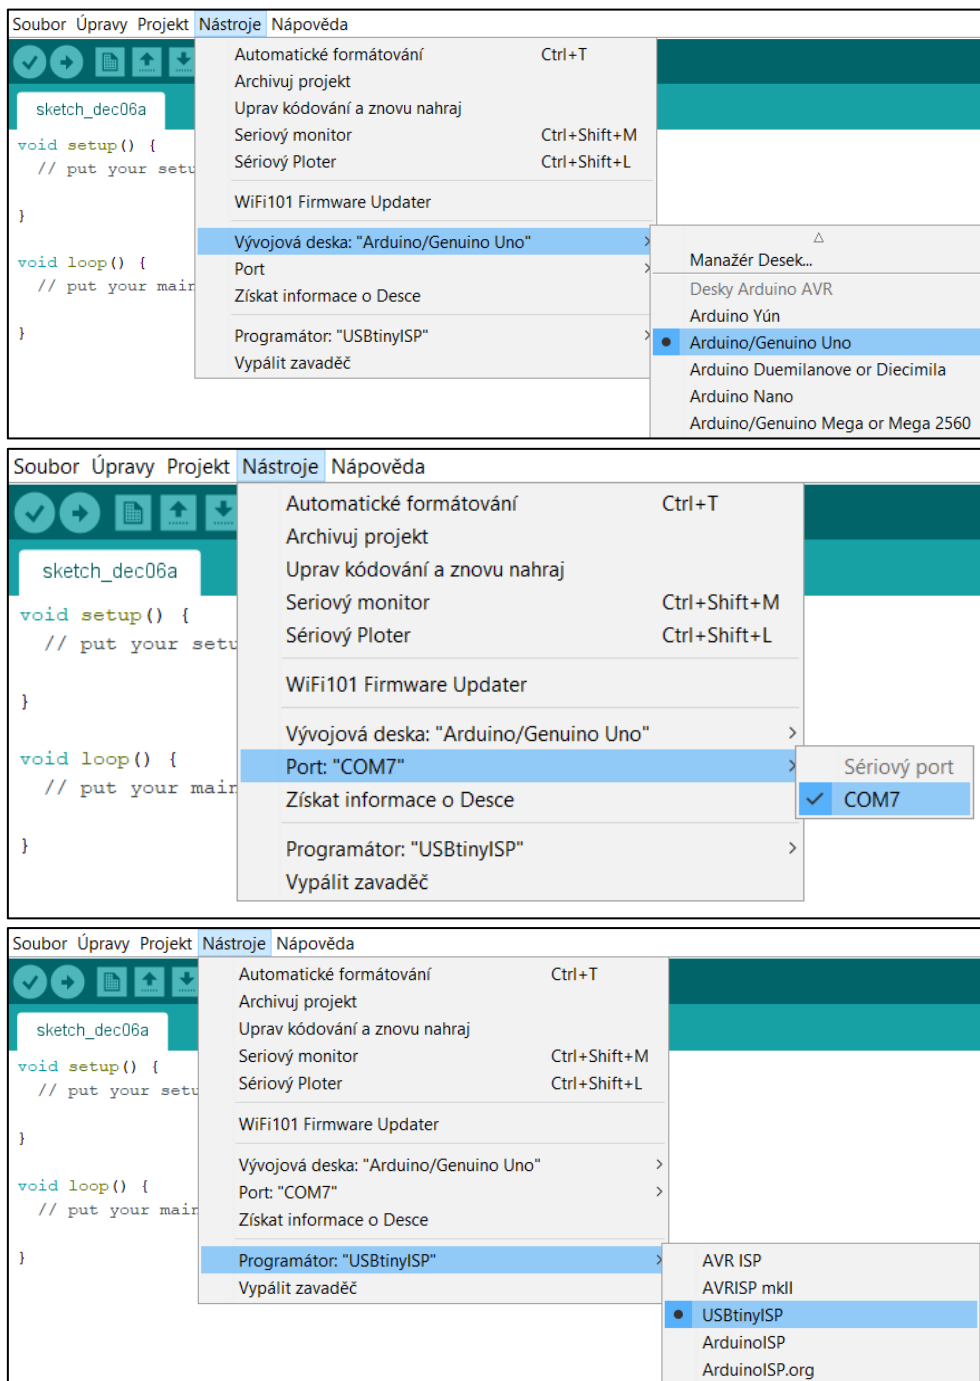 Soubor Úpravy Projekt Nástroje Nápověda
Automatické formátování Ctrl+T
Archivuj projekt
Uprav kódování a znovu nahraj
Seriový monitor Ctrl+Shift+M
Sériový Ploter Ctrl+Shift+L
WiFi101 Firmware Updater
Vývojová deska: "Arduino/Genuino Uno"
Port
Získat informace o Desce
Programátor: "USBtinyISP"
Vypálit zavaděč
sketch_dec06a
void setup() {
// put your setu
}
void loop() {
// put your main
}
Manažér Desek...
Desky Arduino AVR
Arduino Yún
Arduino/Genuino Uno
Arduino Duemilanove or Diecimila
Arduino Nano
Arduino/Genuino Mega or Mega 2560
Soubor Úpravy Projekt Nástroje Nápověda
Automatické formátování Ctrl+T
Archivuj projekt
Uprav kódování a znovu nahraj
Seriový monitor Ctrl+Shift+M
Sériový Ploter Ctrl+Shift+L
WiFi101 Firmware Updater
Vývojová deska: "Arduino/Genuino Uno"
Port: "COM7"
Získat informace o Desce
Programátor: "USBtinyISP"
Vypálit zavaděč
sketch_dec06a
void setup() {
// put your setu
}
void loop() {
// put your main
}
Sériový port
COM7
Soubor Úpravy Projekt Nástroje Nápověda
Automatické formátování Ctrl+T
Archivuj projekt
Uprav kódování a znovu nahraj
Seriový monitor Ctrl+Shift+M
Sériový Ploter Ctrl+Shift+L
WiFi101 Firmware Updater
Vývojová deska: "Arduino/Genuino Uno"
Port: "COM7"
Získat informace o Desce
Programátor: "USBtinyISP"
Vypálit zavaděč
sketch_dec06a
void setup() {
// put your setu
}
void loop() {
// put your main
}
AVR ISP
AVRISP mkII
USBtinyISP
ArduinoISP
ArduinoISP.org